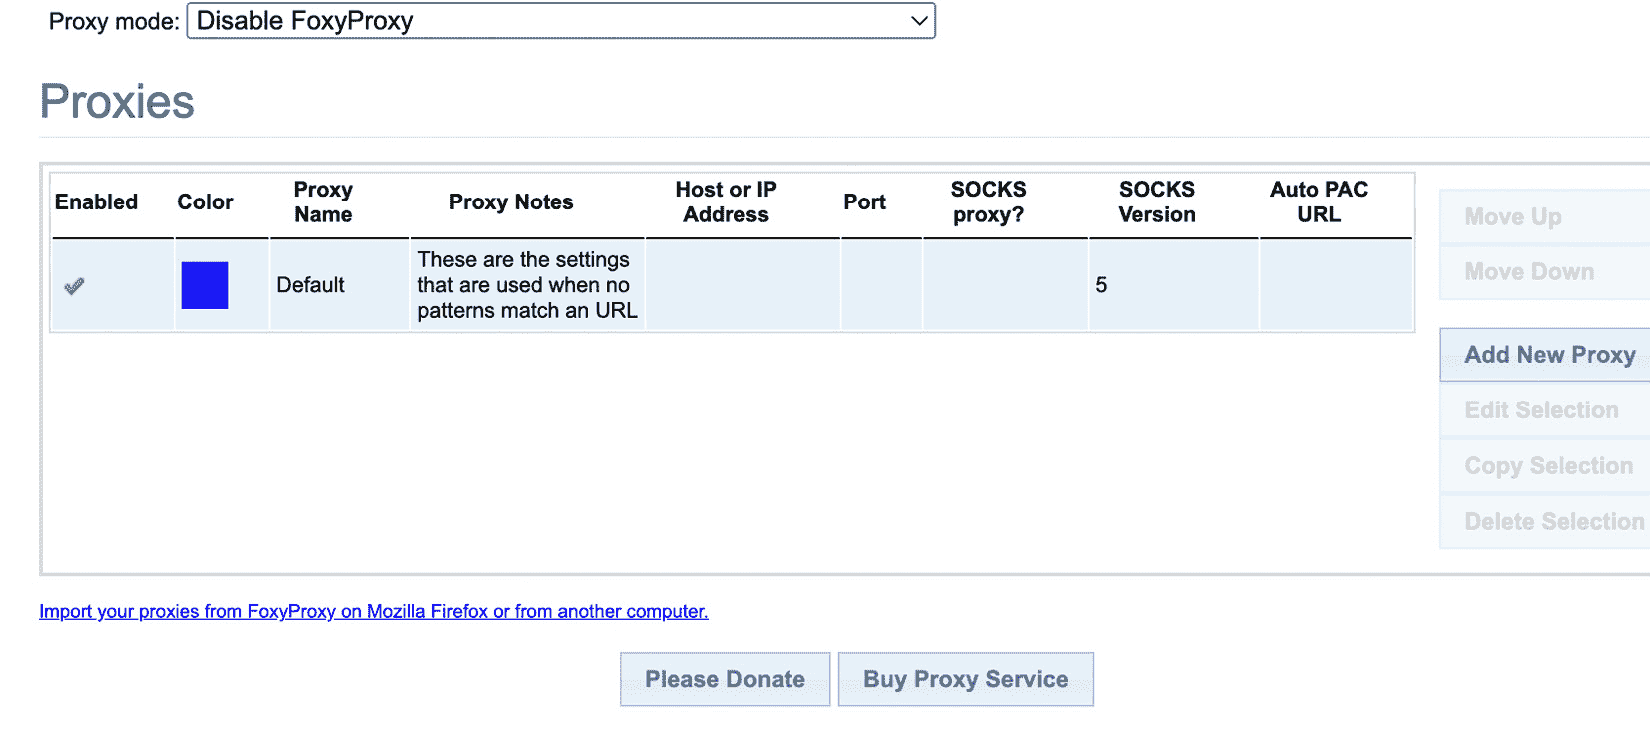 Proxy mode: Disable FoxyProxy
Proxies
Enabled Color Proxy Name Proxy Notes Host or IP Address Port SOCKS proxy? SOCKS Version Auto PAC URL
Default These are the settings that are used when no patterns match an URL 5
Move Up
Move Down
Add New Proxy
Edit Selection
Copy Selection
Delete Selection
Import your proxies from FoxyProxy on Mozilla Firefox or from another computer.
Please Donate Buy Proxy Service